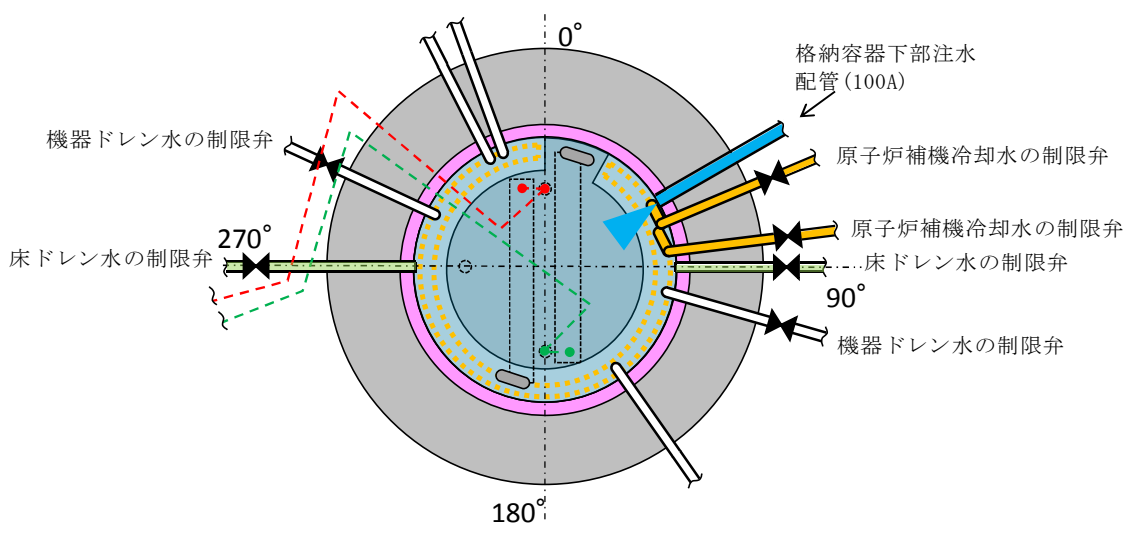 0°
格納容器下部注水
配管(100A)
機器ドレン水の制限弁
原子炉補機冷却水の制限弁
原子炉補機冷却水の制限弁
270°
床ドレン水の制限弁
床ドレン水の制限弁
90°
機器ドレン水の制限弁
180°